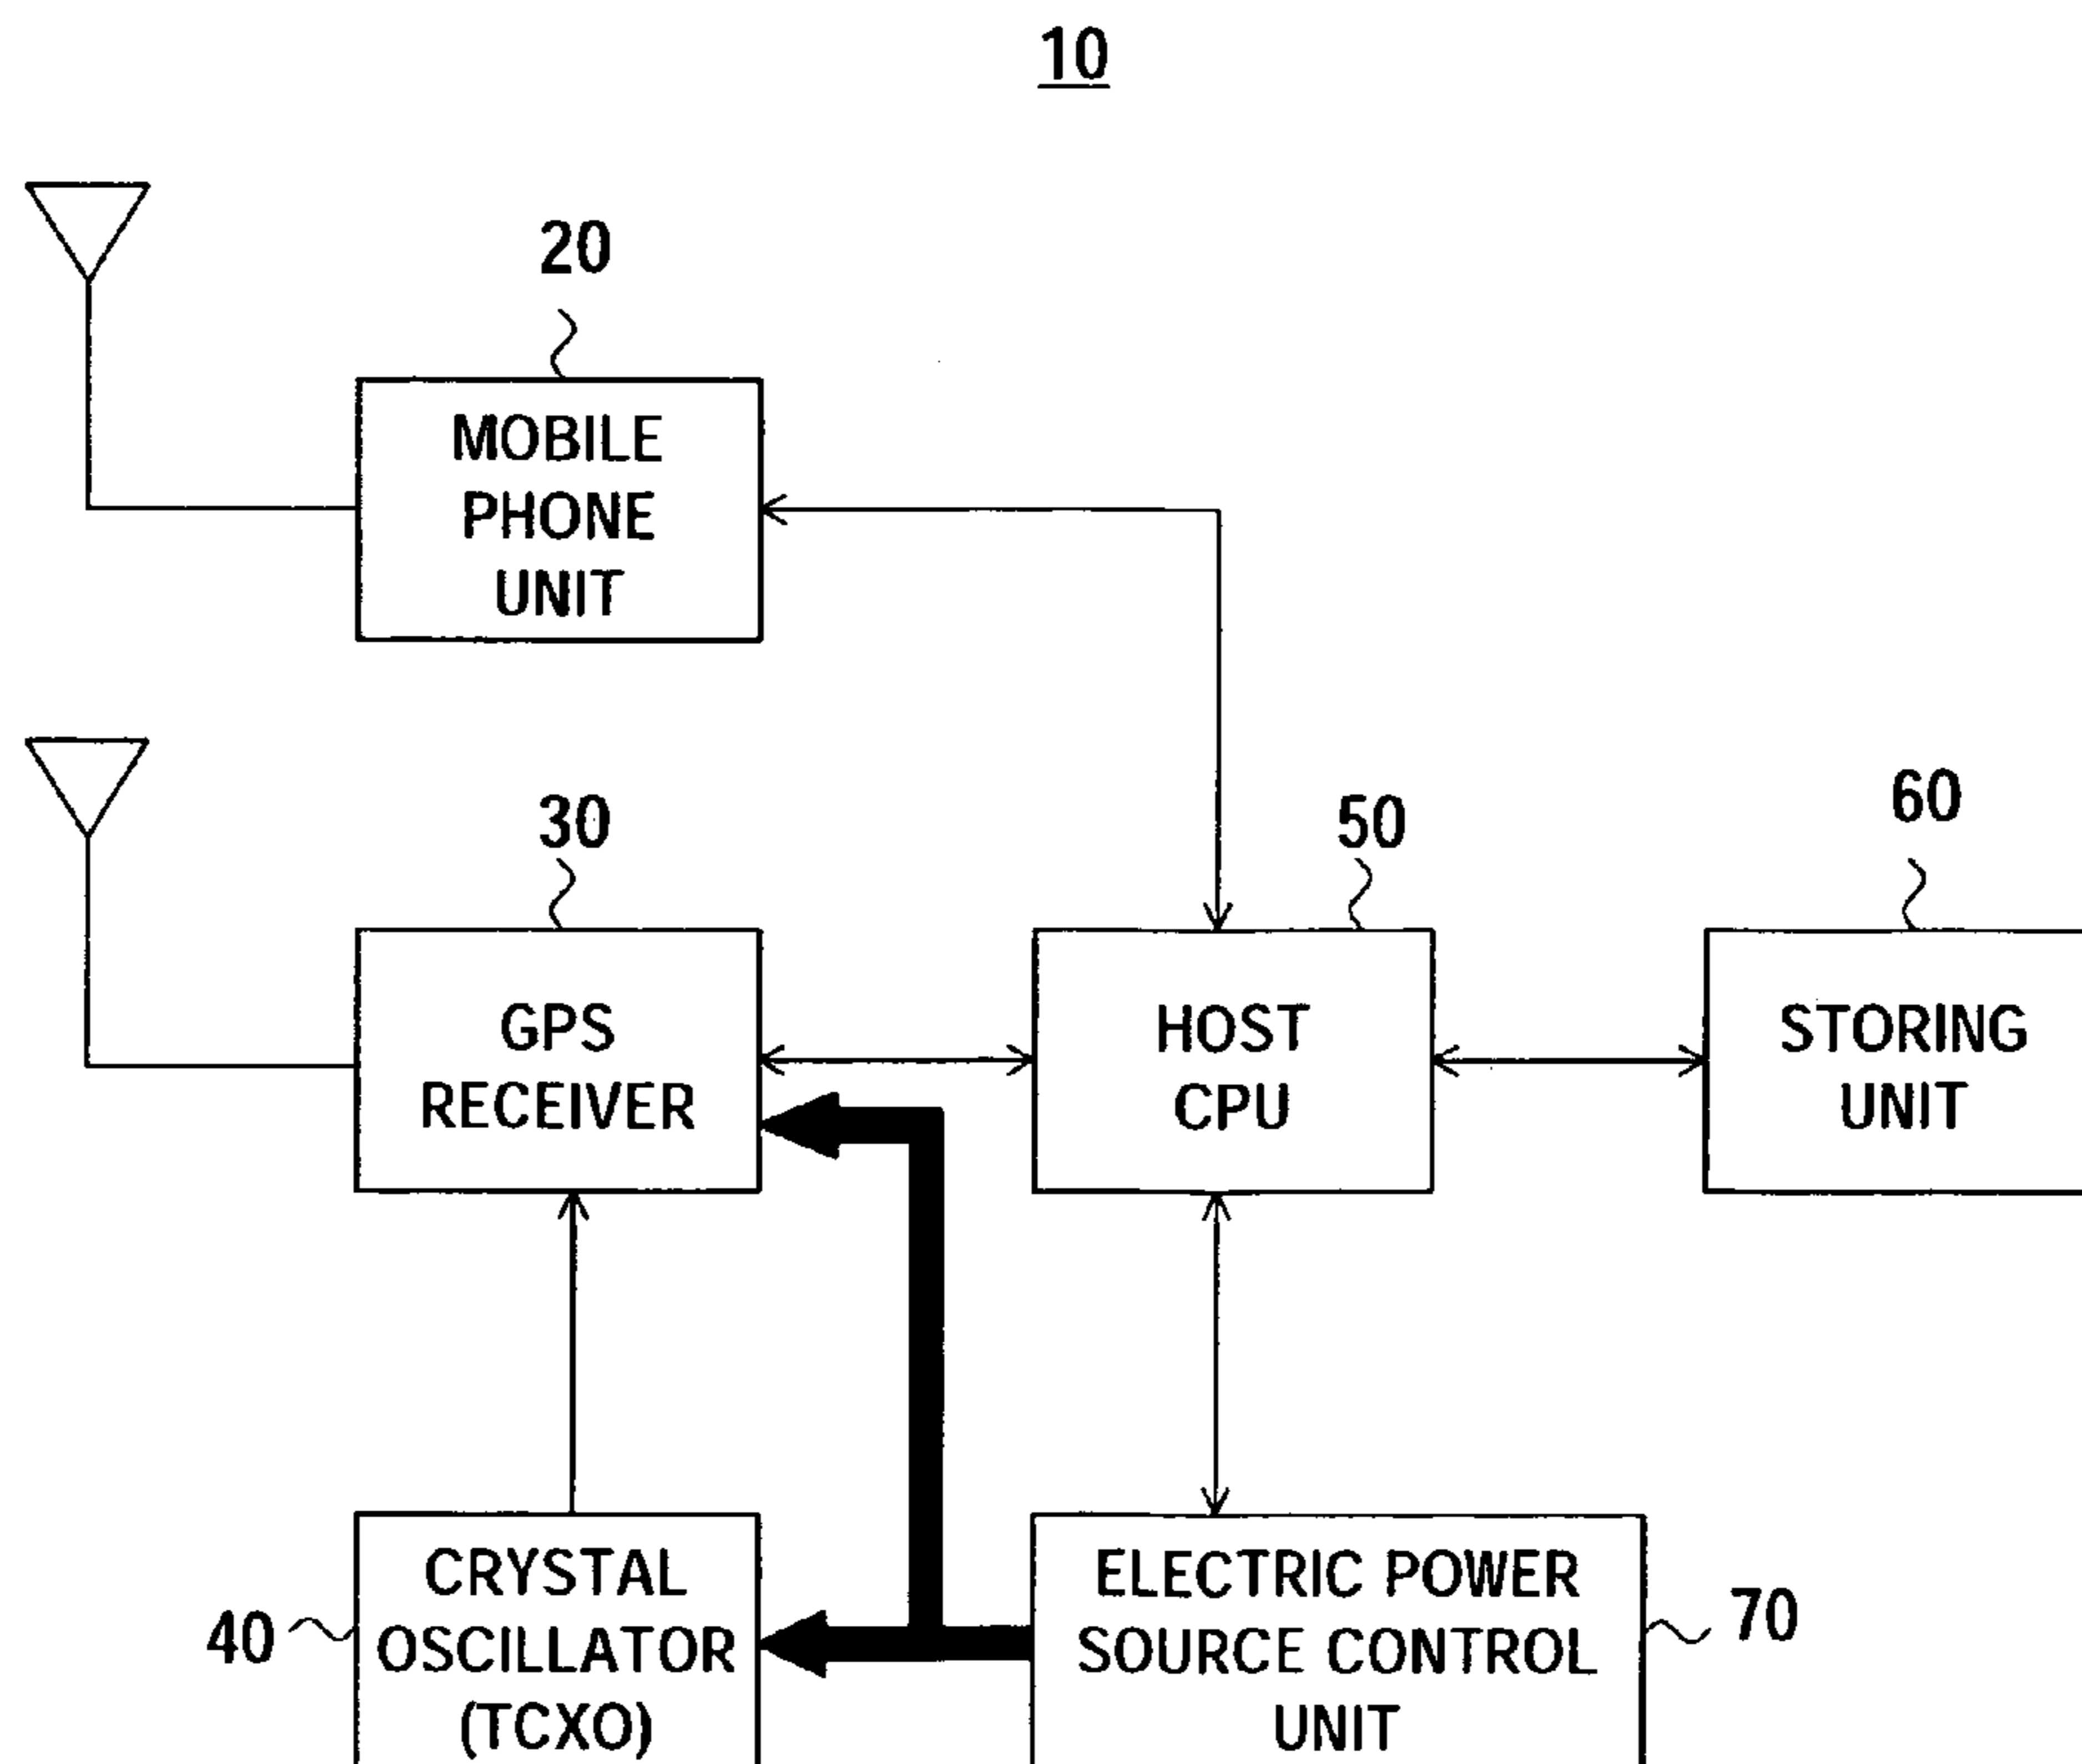 10
20
MOBILE
PHONE
UNIT
30
GPS
RECEIVER
50
HOST
CPU
60
STORING
UNIT
40
CRYSTAL
OSCILLATOR
(TCXO)
ELECTRIC POWER
SOURCE CONTROL
UNIT
70